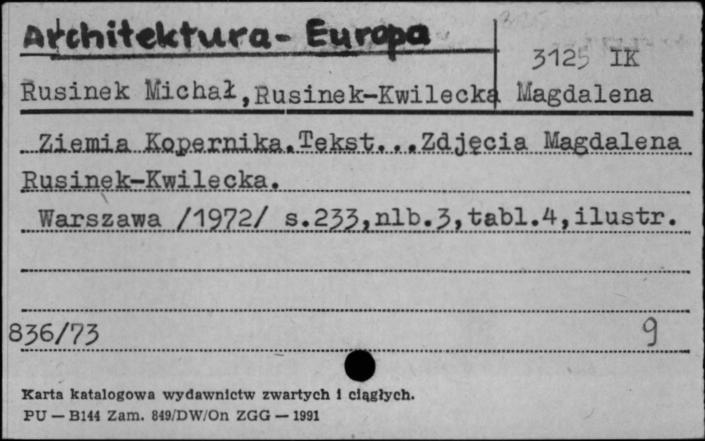 Architektura - Europa
3125 IK
Rusinek Michał, Rusinek-Kwilecka Magdalena
Ziemia Kopernika. Tekst... Zdjęcia Magdalena
Rusinek-Kwilecka.
Warszawa /1972/ s.233,nlb.3,tabl.4,ilustr.
836/73 9
Karta katalogowa wydawnictw zwartych i ciągłych.
PU — B144 Zam. 849/DW/On ZGG — 1991